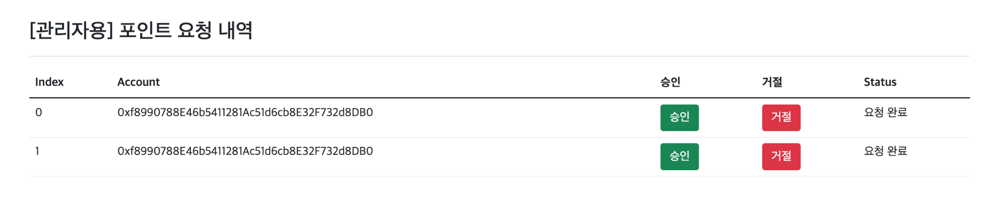 [관리자용] 포인트 요청 내역
Index Account 승인 거절 Status
0 0xf8990788E46b5411281Ac51d6cb8E32F732d8DB0 승인 거절 요청 완료
1 0xf8990788E46b5411281Ac51d6cb8E32F732d8DB0 승인 거절 요청 완료